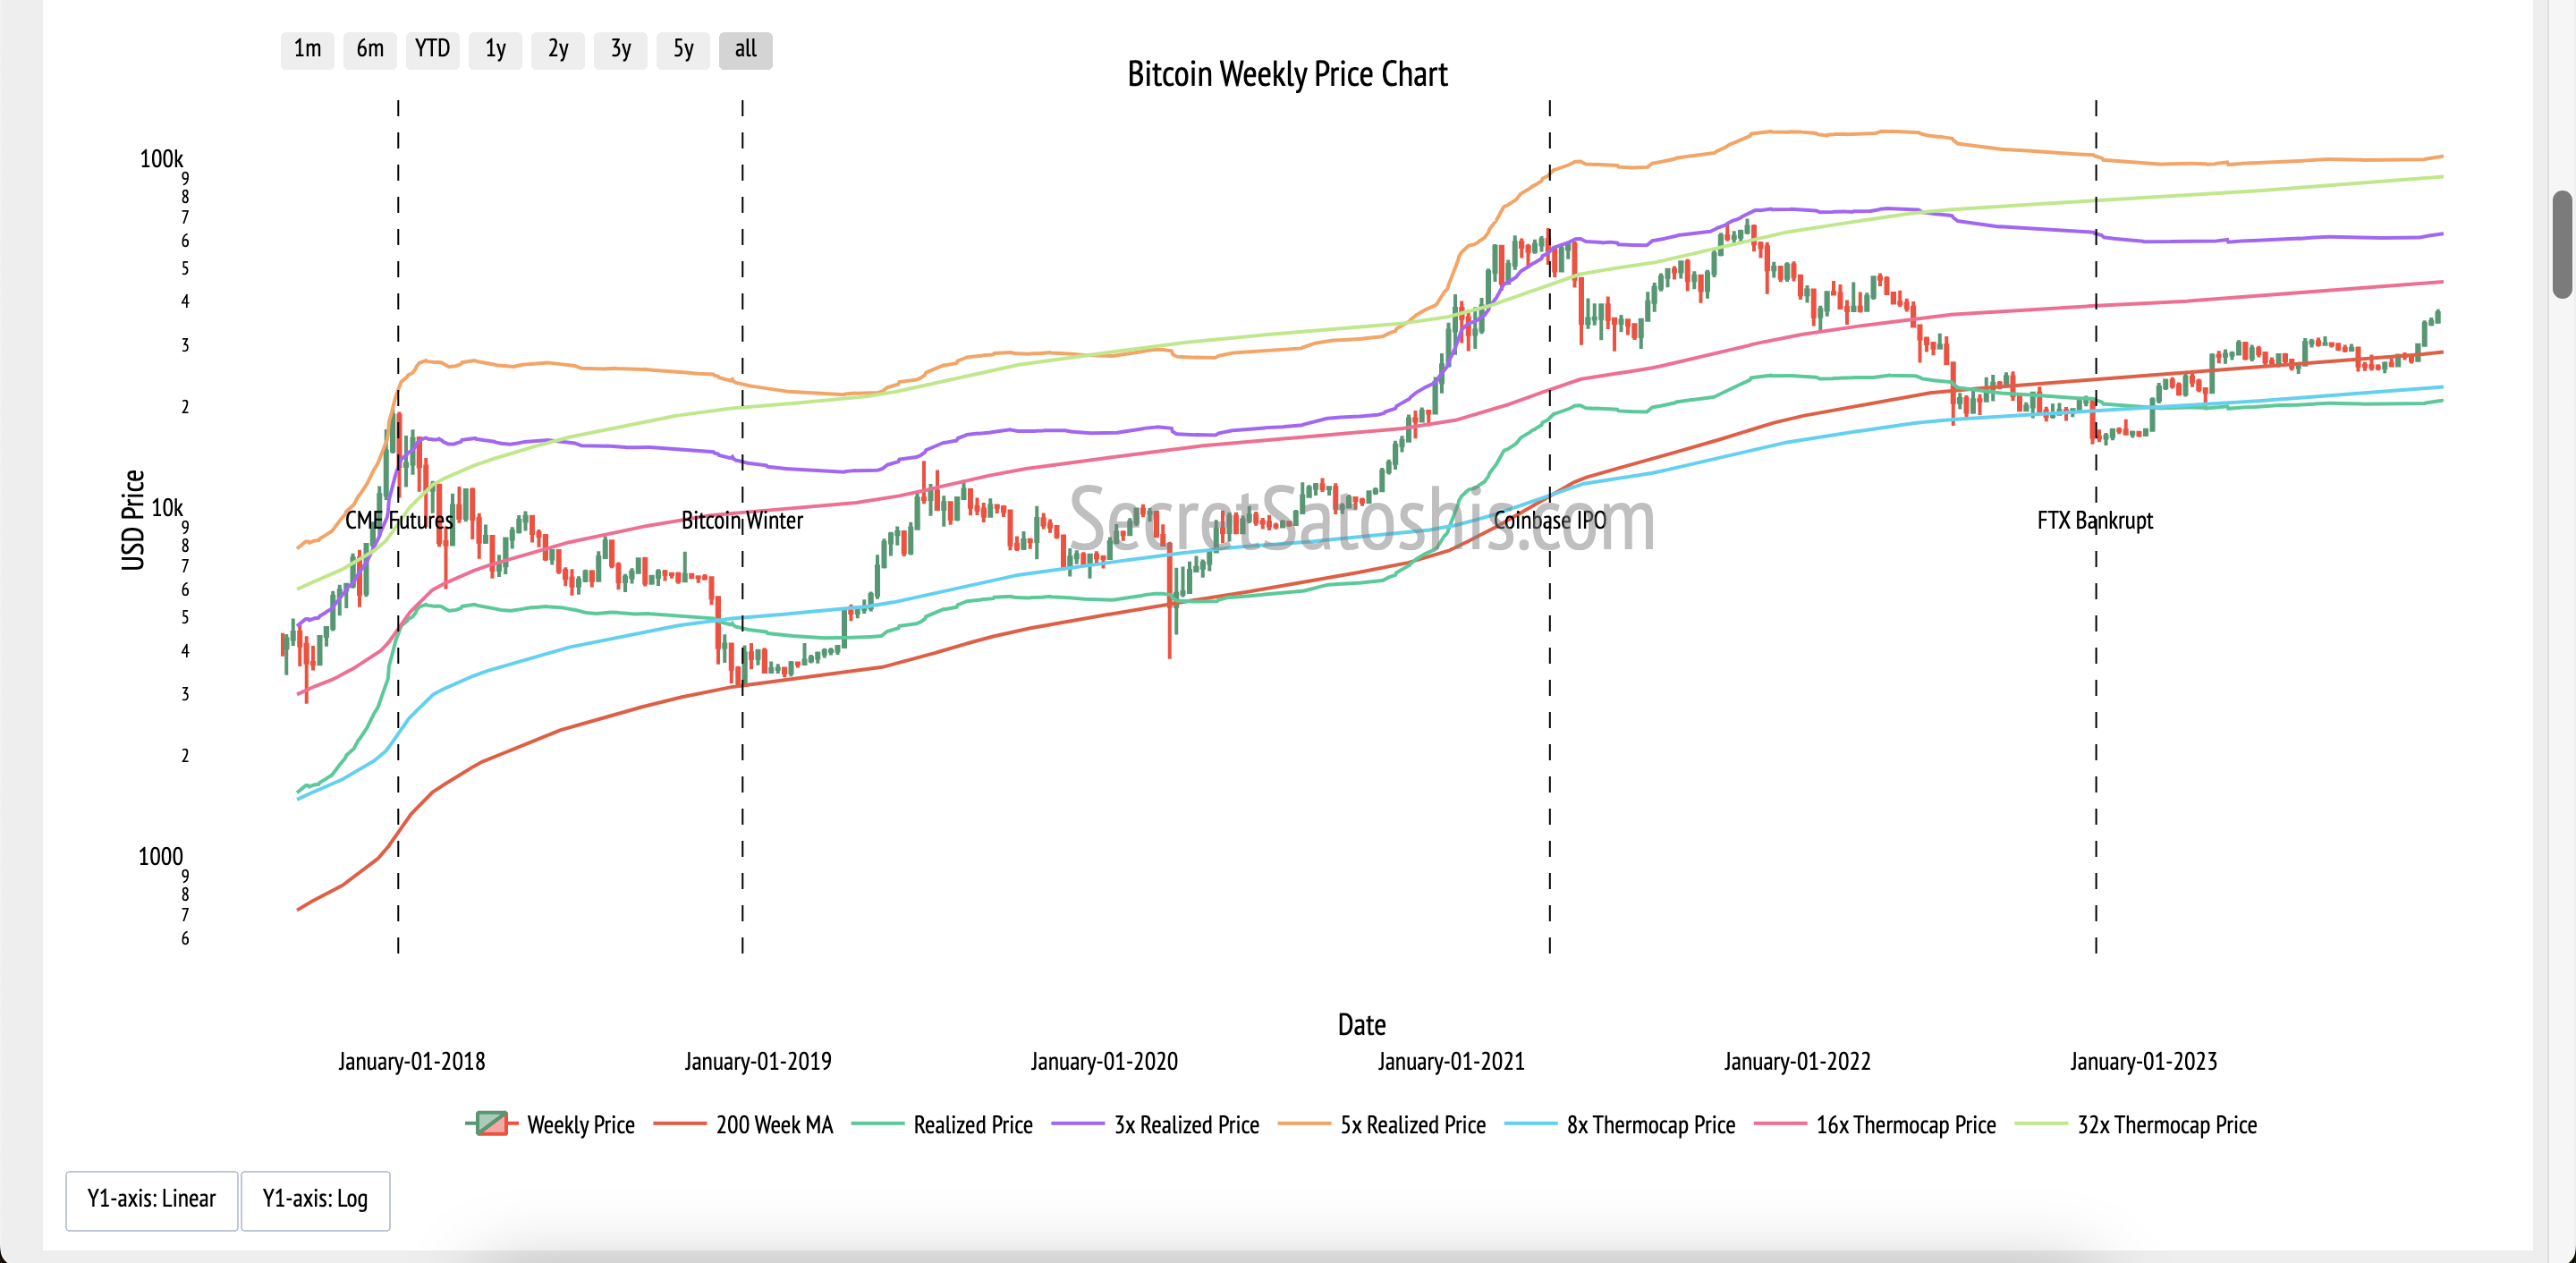 1m 6m YTD 1y 2y 3y 5y all
Bitcoin Weekly Price Chart
100k
9
8
7
6
5
4
3
2
10k
9
8
7
6
5
4
3
2
1000
9
8
7
6
USD Price
CME Futures
Bitcoin Winter
Coinbase IPO
FTX Bankrupt
SecretSatoshis.com
Date
January-01-2018 January-01-2019 January-01-2020 January-01-2021 January-01-2022 January-01-2023
Weekly Price 200 Week MA Realized Price 3x Realized Price 5x Realized Price 8x Thermocap Price 16x Thermocap Price 32x Thermocap Price
Y1-axis: Linear Y1-axis: Log